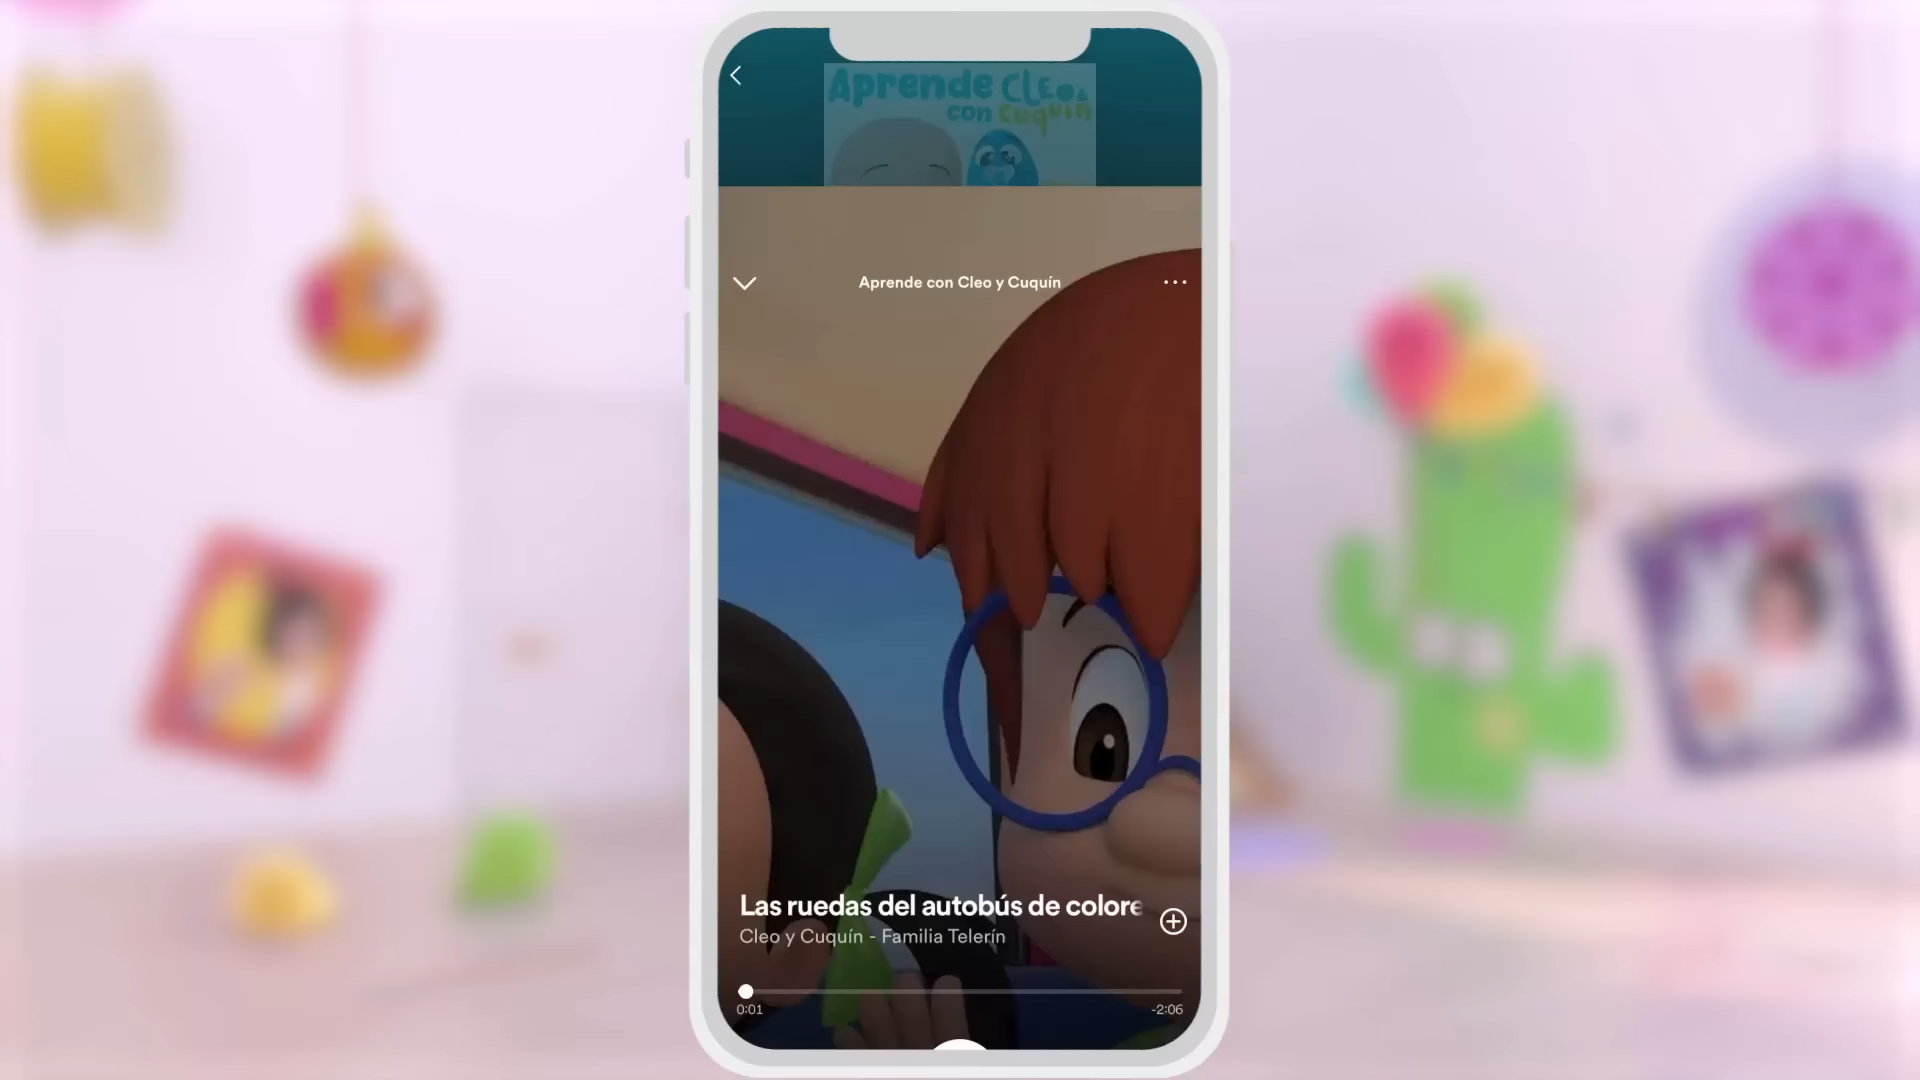 Aprende CLEO
con cuquín
Aprende con Cleo y Cuquín
Las ruedas del autobús de colore
Cleo y Cuquín - Familia Telerín
0:01
-2:06